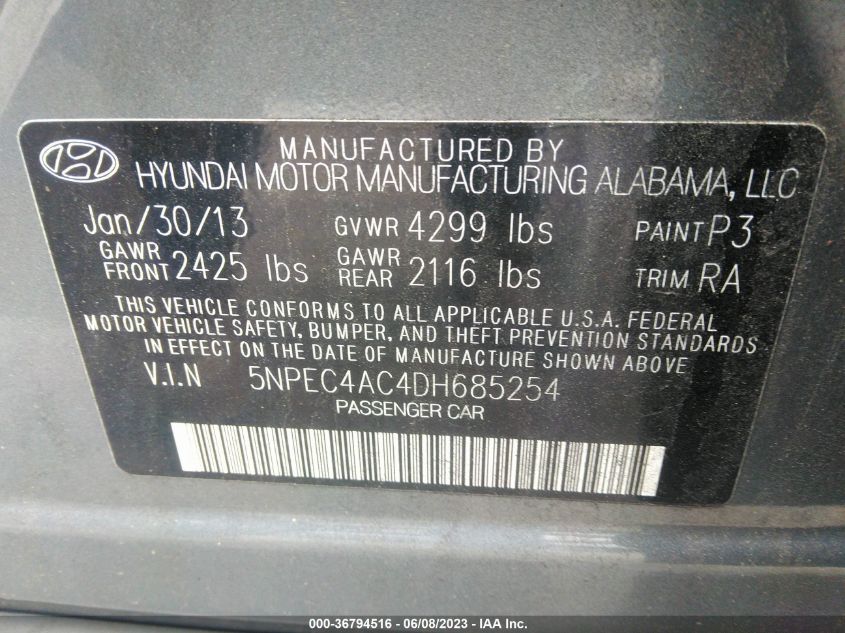 MANUFACTURED BY
HYUNDAI MOTOR MANUFACTURING ALABAMA, LLC
Jan/30/13 GVWR 4299 lbs PAINT P3
GAWR FRONT 2425 lbs GAWR REAR 2116 lbs TRIM RA
THIS VEHICLE CONFORMS TO ALL APPLICABLE U.S.A. FEDERAL
MOTOR VEHICLE SAFETY, BUMPER, AND THEFT PREVENTION STANDARDS
IN EFFECT ON THE DATE OF MANUFACTURE SHOWN ABOVE
V.I.N 5NPEC4AC4DH685254
PASSENGER CAR
000-36794516 - 06/08/2023 - IAA Inc.